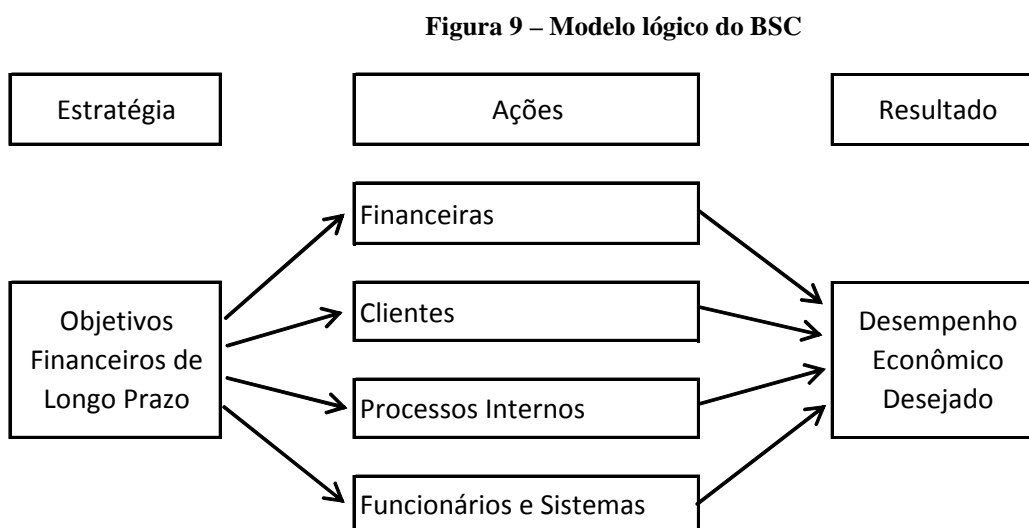 Figura 9 – Modelo lógico do BSC
Estratégia
Ações
Resultado
Financeiras
Clientes
Objetivos
Financeiros de
Longo Prazo
Desempenho
Econômico
Desejado
Processos Internos
Funcionários e Sistemas